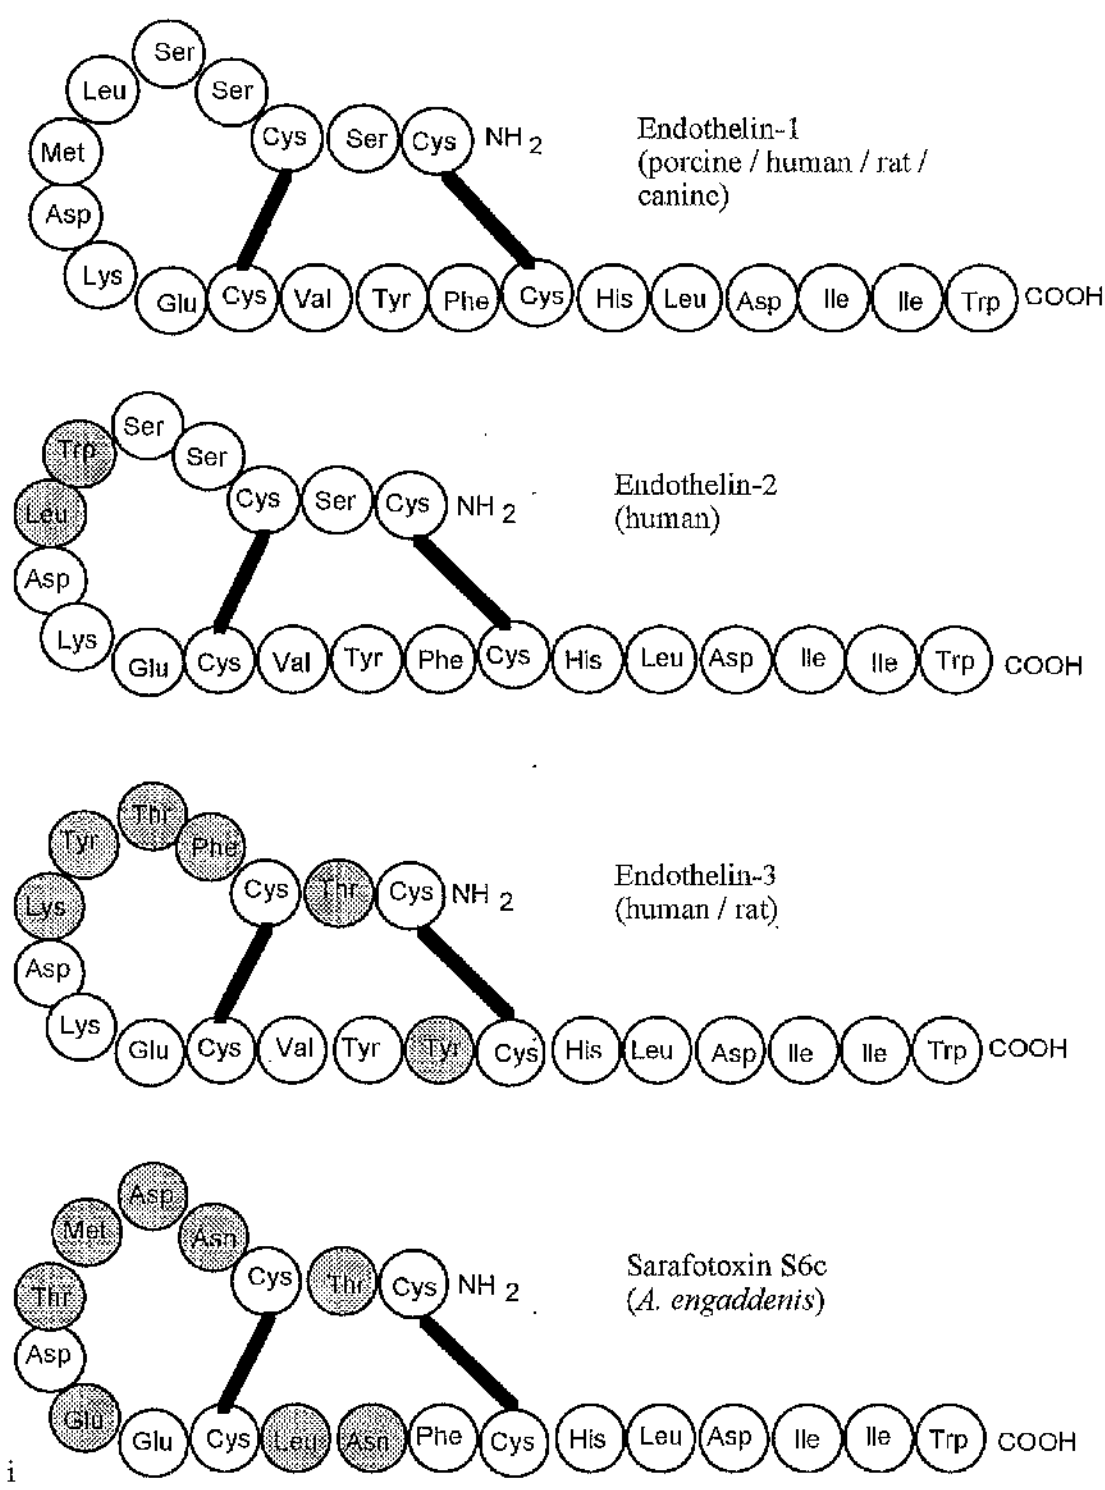 Ser
Leu
Ser
Met
Cys Ser Cys NH 2
Endothelin-1
(porcine / human / rat /
canine)
Asp
Lys
Glu Cys Val Tyr Phe Cys His Leu Asp Ile Ile Trp COOH
Ser
Trp
Ser
Leu
Cys Ser Cys NH 2
Endothelin-2
(human)
Asp
Lys
Glu Cys Val Tyr Phe Cys His Leu Asp Ile Ile Trp COOH
Thr
Tyr
Phe
Lys
Cys Thr Cys NH 2
Endothelin-3
(human / rat)
Asp
Lys
Glu Cys Val Tyr Tyr Cys His Leu Asp Ile Ile Trp COOH
Asp
Met
Asn
Thr
Cys Thr Cys NH 2
Sarafotoxin S6c
(A. engaddenis)
Asp
Glu
Glu Cys Leu Asn Phe Cys His Leu Asp Ile Ile Trp COOH
i